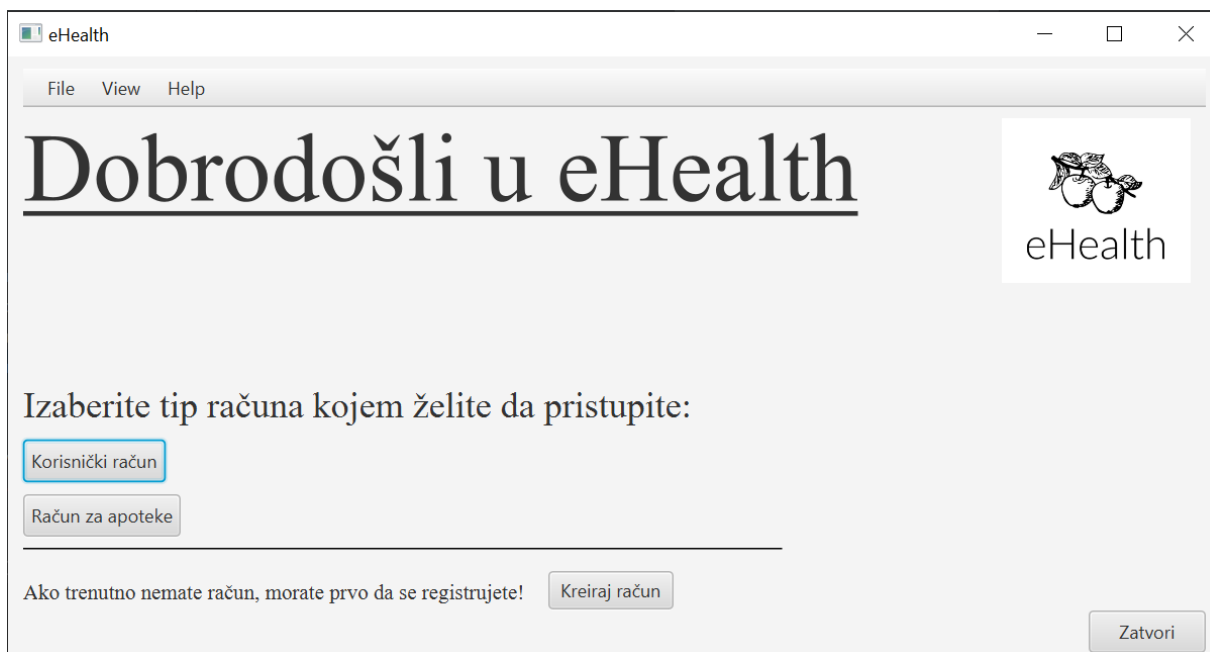 eHealth
File View Help
Dobrodošli u eHealth
eHealth
Izaberite tip računa kojem želite da pristupite:
Korisnički račun
Račun za apoteke
Ako trenutno nemate račun, morate prvo da se registrujete! Kreiraj račun
Zatvori